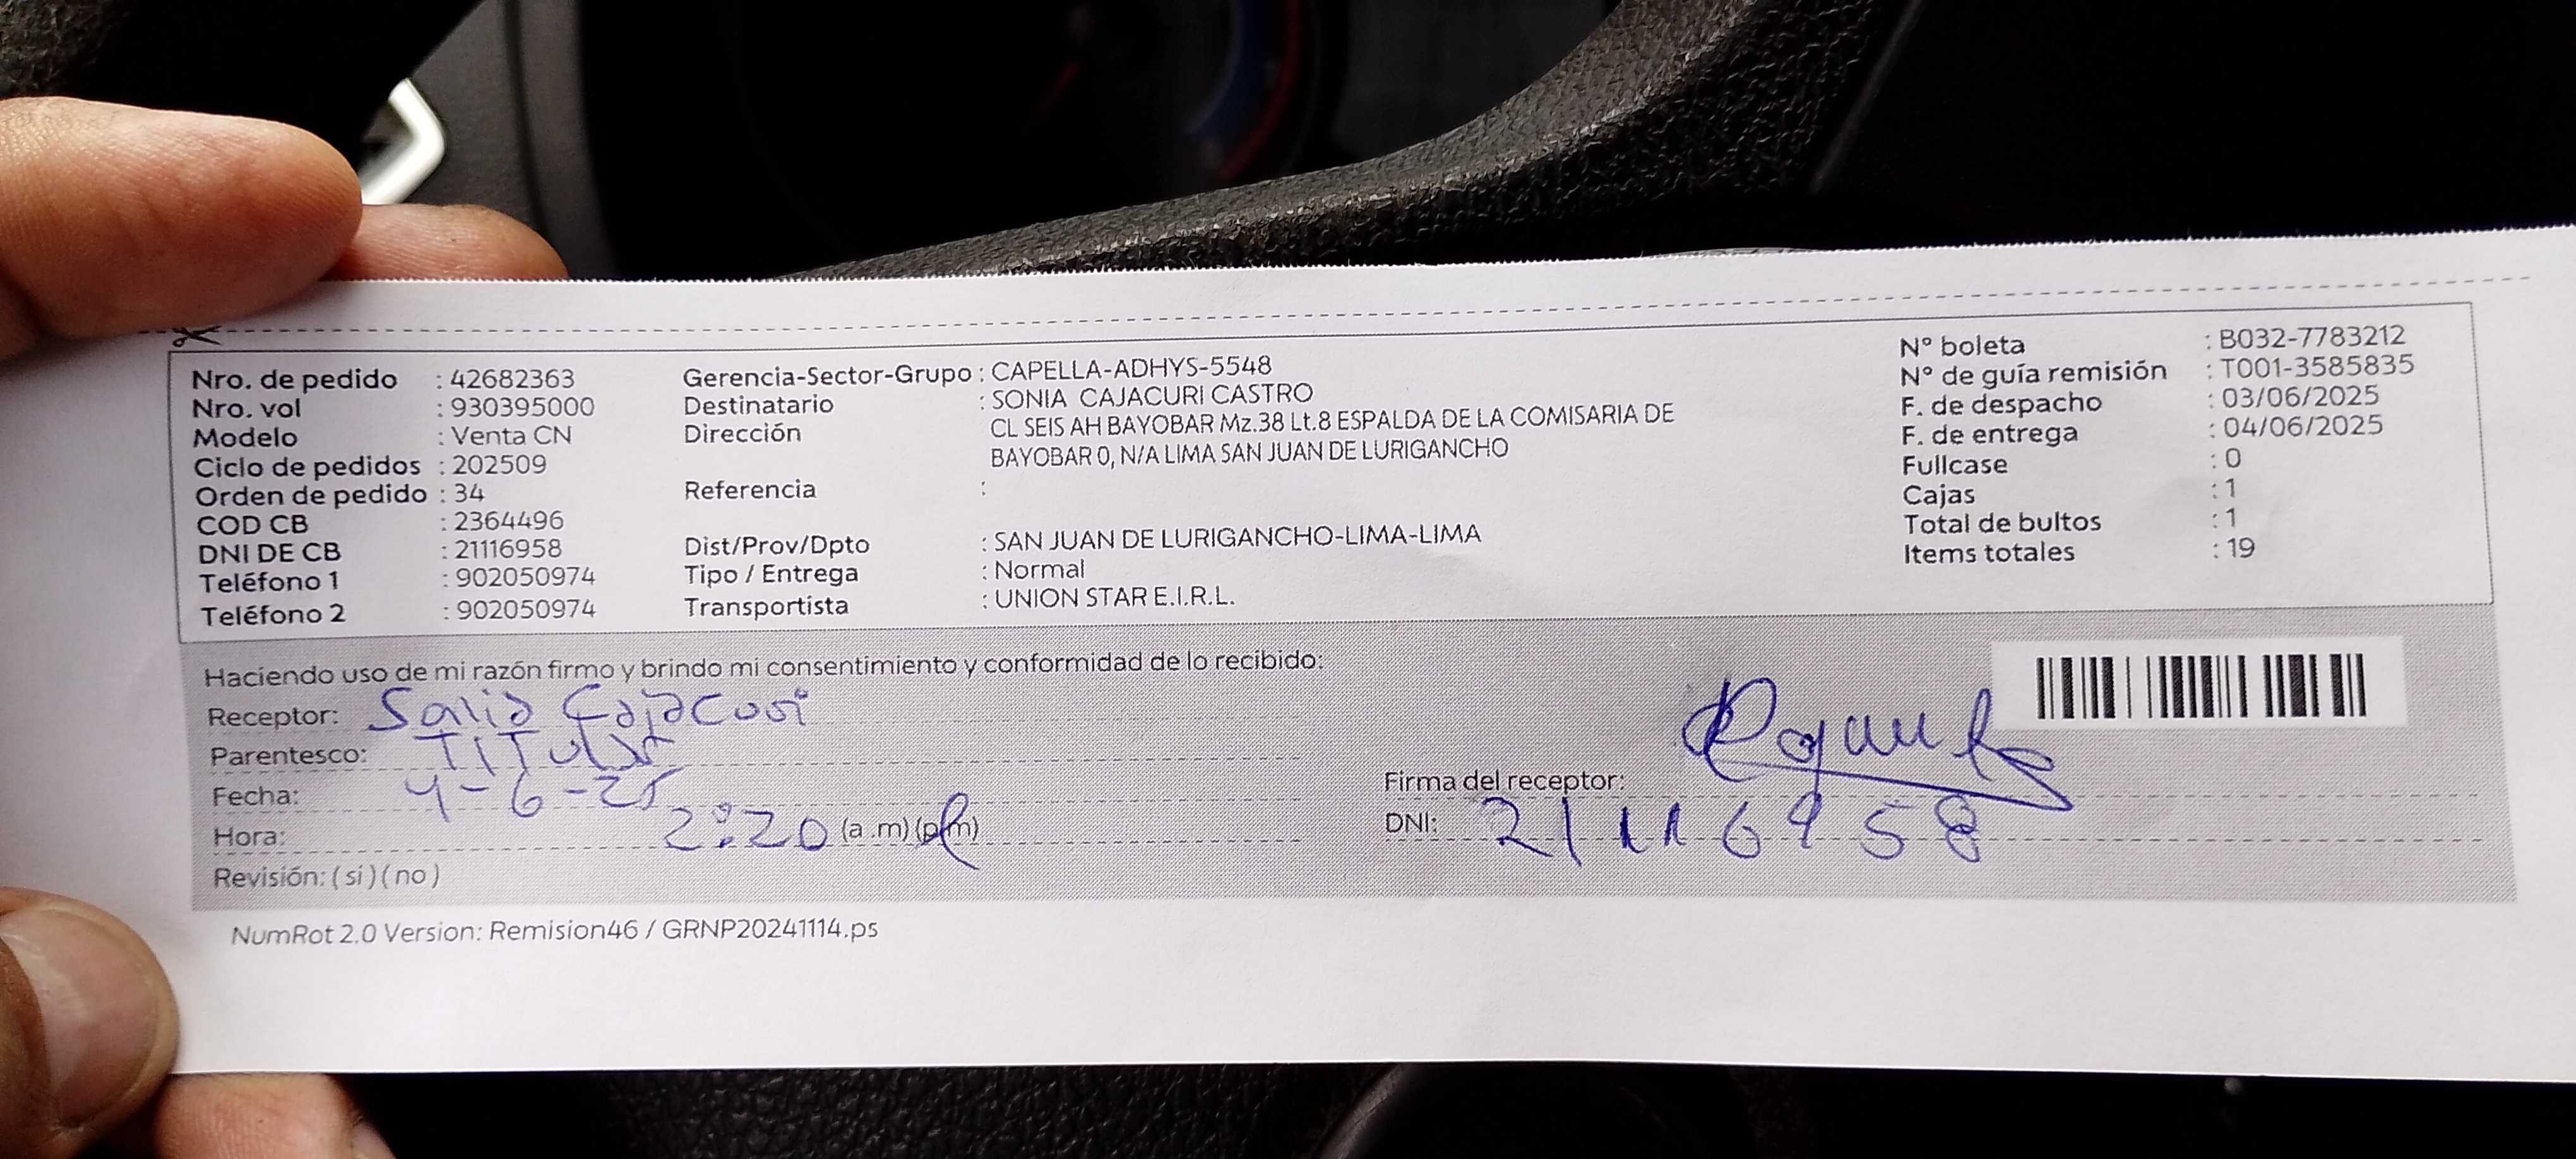 Nro. de pedido : 42682363
Nro. vol : 930395000
Modelo : Venta CN
Ciclo de pedidos : 202509
Orden de pedido : 34
COD CB : 2364496
DNI DE CB : 21116958
Teléfono 1 : 902050974
Teléfono 2 : 902050974
Gerencia-Sector-Grupo : CAPELLA-ADHYS-5548
Destinatario : SONIA CAJACURI CASTRO
Dirección CL SEIS AH BAYOBAR Mz.38 Lt.8 ESPALDA DE LA COMISARIA DE
BAYOBAR 0, N/A LIMA SAN JUAN DE LURIGANCHO
Referencia :
Dist/Prov/Dpto : SAN JUAN DE LURIGANCHO-LIMA-LIMA
Tipo / Entrega : Normal
Transportista : UNION STAR E.I.R.L.
N° boleta : B032-7783212
N° de guía remisión : T001-3585835
F. de despacho : 03/06/2025
F. de entrega : 04/06/2025
Fullcase : 0
Cajas : 1
Total de bultos : 1
Items totales : 19
Haciendo uso de mi razón firmo y brindo mi consentimiento y conformidad de lo recibido:
Receptor: Sonia Cajacuri
Parentesco: TITular
Fecha: 4-6-25
Hora: 2:20 (a .m) (p.m)
Revisión: ( si ) ( no )
Firma del receptor:
DNI: 21116958
NumRot 2.0 Version: Remision46 / GRNP20241114.ps